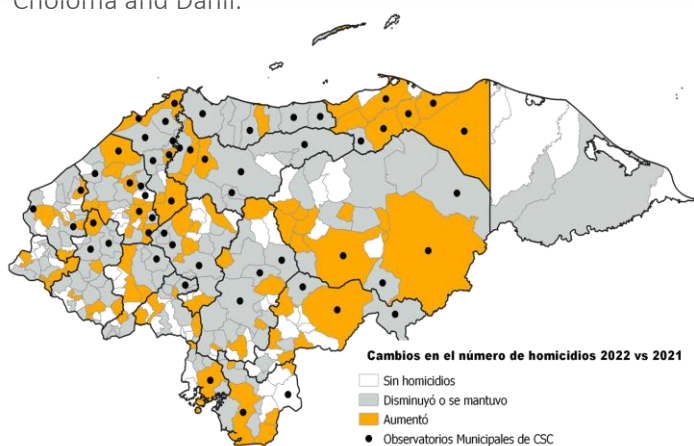 Choloma and Danlí.
Cambios en el número de homicidios 2022 vs 2021
Sin homicidios
Disminuyó o se mantuvo
Aumentó
Observatorios Municipales de CSC